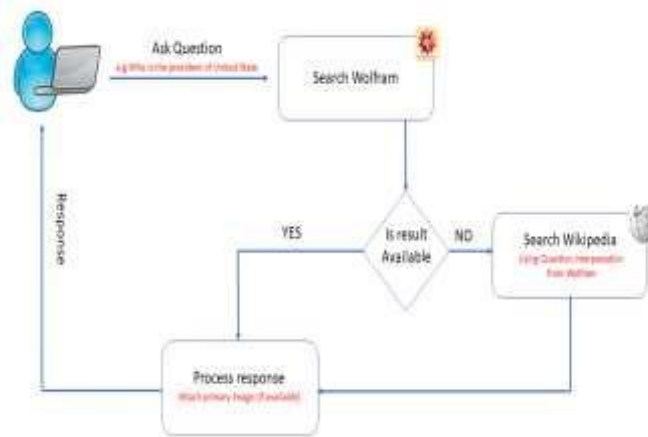 Ask Question
e.g Who is the president of United State
Search Wolfram
Is result
Available
YES
NO
Search Wikipedia
Using Question interpretation
from Wolfram
Response
Process response
Attach primary image (if available)